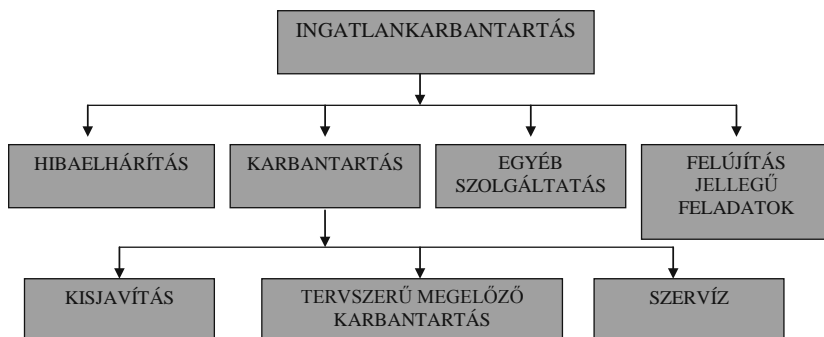 INGATLANKARBANTARTÁS
HIBAELHÁRÍTÁS
KARBANTARTÁS
EGYÉB
SZOLGÁLTATÁS
FELÚJÍTÁS
JELLEGŰ
FELADATOK
KISJAVÍTÁS
TERVSZERŰ MEGELŐZŐ
KARBANTARTÁS
SZERVÍZ